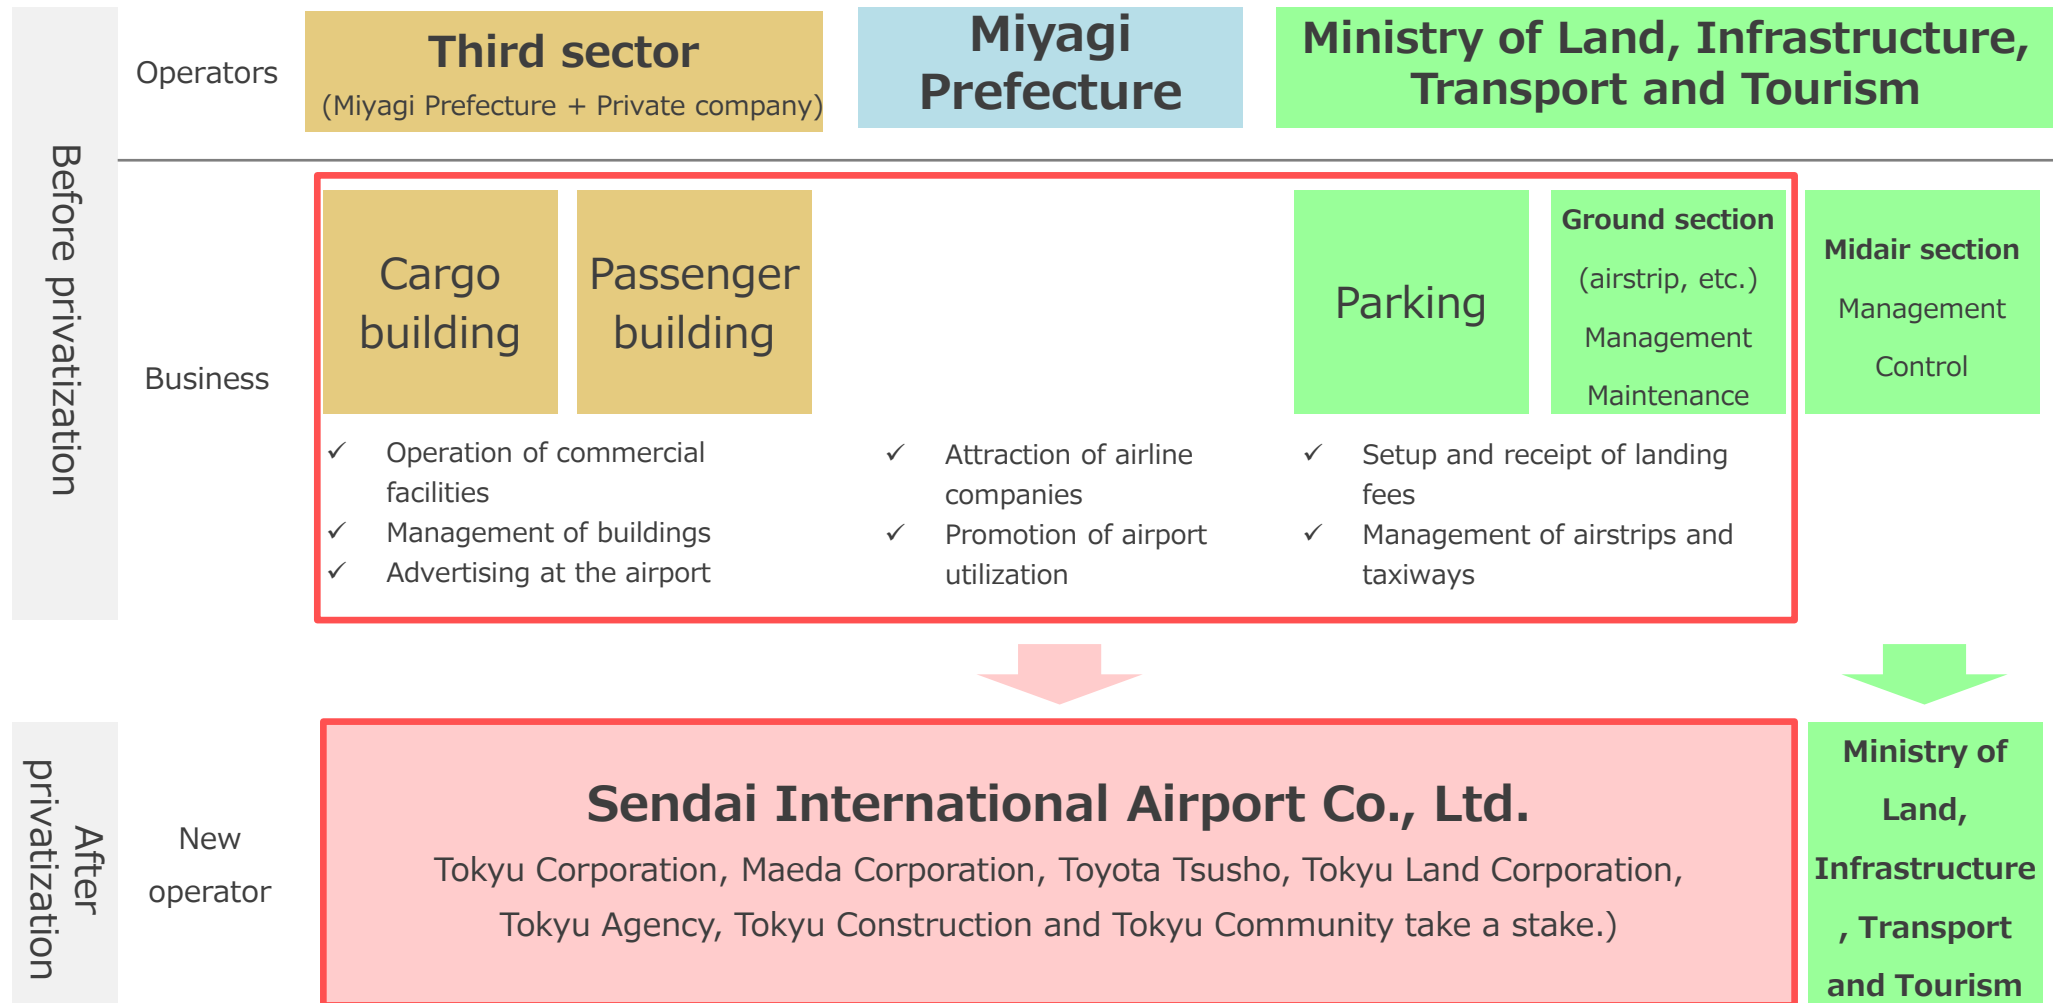 Before privatization
Operators
Third sector
(Miyagi Prefecture + Private company)
Miyagi
Prefecture
Ministry of Land, Infrastructure,
Transport and Tourism
Business
Cargo
building
Passenger
building
Parking
Ground section
(airstrip, etc.)
Management
Maintenance
Midair section
Management
Control
✓ Operation of commercial
facilities
✓ Management of buildings
✓ Advertising at the airport
✓ Attraction of airline
companies
✓ Promotion of airport
utilization
✓ Setup and receipt of landing
fees
✓ Management of airstrips and
taxiways
After
privatization
New
operator
Sendai International Airport Co., Ltd.
Tokyu Corporation, Maeda Corporation, Toyota Tsusho, Tokyu Land Corporation,
Tokyu Agency, Tokyu Construction and Tokyu Community take a stake.)
Ministry of
Land,
Infrastructure
, Transport
and Tourism